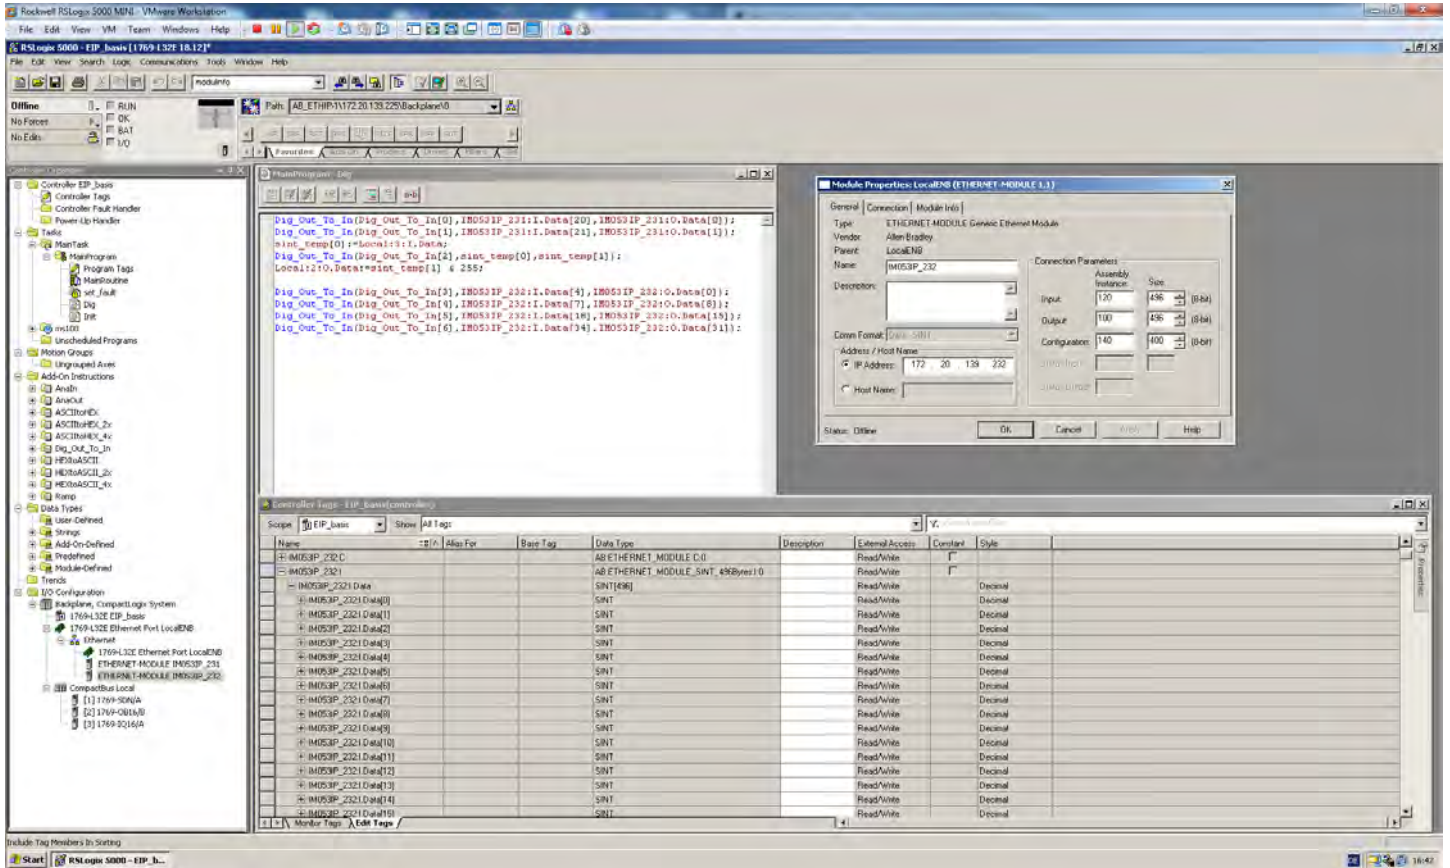 Rockwell RSLogix 5000 MINI - VMware Workstation
File Edit View VM Team Windows Help
RSLogix 5000 - EIP_basis [1769-L32E 18.12]*
File Edit View Search Logic Communications Tools Window Help
modulinfo
Offline
RUN
Path: AB_ETHIP-1\172.20.139.225\Backplane\0
No Forces
OK
No Edits
BAT
I/O
Favorites
Controller Organizer
Controller EIP_basis
Controller Tags
Controller Fault Handler
Power-Up Handler
Tasks
MainTask
MainProgram
Program Tags
MainRoutine
set_fault
Dig
Init
ms100
Unscheduled Programs
Motion Groups
Ungrouped Axes
Add-On Instructions
AnaIn
AnaOut
ASCIItoHEX
ASCIItoHEX_2x
ASCIItoHEX_4x
Dig_Out_To_In
HEXtoASCII
HEXtoASCII_2x
HEXtoASCII_4x
Ramp
Data Types
User-Defined
Strings
Add-On-Defined
Predefined
Module-Defined
Trends
I/O Configuration
Backplane, CompactLogix System
1769-L32E EIP_basis
1769-L32E Ethernet Port LocalENB
Ethernet
1769-L32E Ethernet Port LocalENB
ETHERNET-MODULE IM053IP_231
ETHERNET-MODULE IM053IP_232
CompactBus Local
[1] 1769-SDN/A
[2] 1769-OB16/B
[3] 1769-IQ16/A
MainProgram - Dig
Dig_Out_To_In(Dig_Out_To_In[0],IM053IP_231:I.Data[20],IM053IP_231:O.Data[0]);
Dig_Out_To_In(Dig_Out_To_In[1],IM053IP_231:I.Data[21],IM053IP_231:O.Data[1]);
sint_temp[0]:=Local:3:I.Data;
Dig_Out_To_In(Dig_Out_To_In[2],sint_temp[0],sint_temp[1]);
Local:2:O.Data:=sint_temp[1] & 255;
Dig_Out_To_In(Dig_Out_To_In[3],IM053IP_232:I.Data[4],IM053IP_232:O.Data[0]);
Dig_Out_To_In(Dig_Out_To_In[4],IM053IP_232:I.Data[7],IM053IP_232:O.Data[8]);
Dig_Out_To_In(Dig_Out_To_In[5],IM053IP_232:I.Data[18],IM053IP_232:O.Data[15]);
Dig_Out_To_In(Dig_Out_To_In[6],IM053IP_232:I.Data[34],IM053IP_232:O.Data[31]);
Module Properties: LocalENB (ETHERNET-MODULE 1.1)
General Connection Module Info
Type: ETHERNET-MODULE Generic Ethernet Module
Vendor: Allen-Bradley
Parent: LocalENB
Name: IM053IP_232
Description:
Comm Format: Data - SINT
Address / Host Name
IP Address: 172 . 20 . 139 . 232
Host Name:
Connection Parameters
Assembly Instance: Size:
Input: 120 496 (8-bit)
Output: 100 496 (8-bit)
Configuration: 140 400 (8-bit)
Status: Offline
OK Cancel Apply Help
Controller Tags - EIP_basis(controller)
Scope: EIP_basis Show: All Tags
Name Alias For Base Tag Data Type Description External Access Constant Style
IM053IP_232:C AB:ETHERNET_MODULE:C:0 Read/Write
IM053IP_232:I AB:ETHERNET_MODULE_SINT_496Bytes:I:0 Read/Write
IM053IP_232:I.Data SINT[496] Read/Write Decimal
IM053IP_232:I.Data[0] SINT Read/Write Decimal
IM053IP_232:I.Data[1] SINT Read/Write Decimal
IM053IP_232:I.Data[2] SINT Read/Write Decimal
IM053IP_232:I.Data[3] SINT Read/Write Decimal
IM053IP_232:I.Data[4] SINT Read/Write Decimal
IM053IP_232:I.Data[5] SINT Read/Write Decimal
IM053IP_232:I.Data[6] SINT Read/Write Decimal
IM053IP_232:I.Data[7] SINT Read/Write Decimal
IM053IP_232:I.Data[8] SINT Read/Write Decimal
IM053IP_232:I.Data[9] SINT Read/Write Decimal
IM053IP_232:I.Data[10] SINT Read/Write Decimal
IM053IP_232:I.Data[11] SINT Read/Write Decimal
IM053IP_232:I.Data[12] SINT Read/Write Decimal
IM053IP_232:I.Data[13] SINT Read/Write Decimal
IM053IP_232:I.Data[14] SINT Read/Write Decimal
IM053IP_232:I.Data[15] SINT Read/Write Decimal
Monitor Tags Edit Tags
Properties
Include Tag Members In Sorting
Start RSLogix 5000 - EIP_b...
DE 16:42